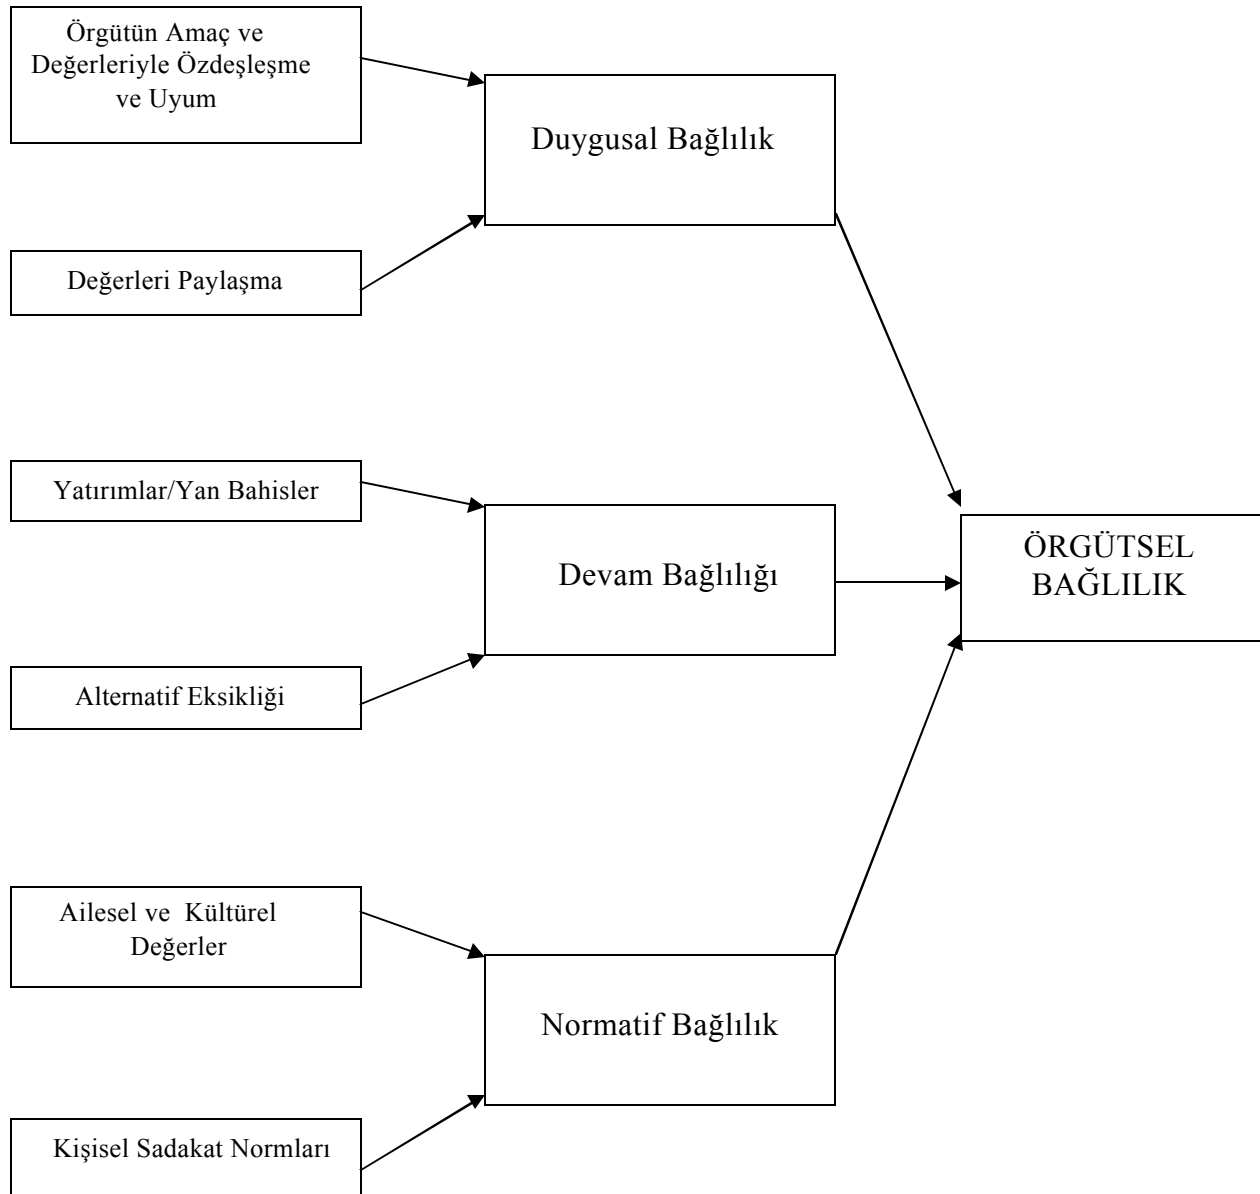 Örgütün Amaç ve
Değerleriyle Özdeşleşme
ve Uyum
Duygusal Bağlılık
Değerleri Paylaşma
Yatırımlar/Yan Bahisler
Devam Bağlılığı
ÖRGÜTSEL
BAĞLILIK
Alternatif Eksikliği
Ailesel ve Kültürel
Değerler
Normatif Bağlılık
Kişisel Sadakat Normları